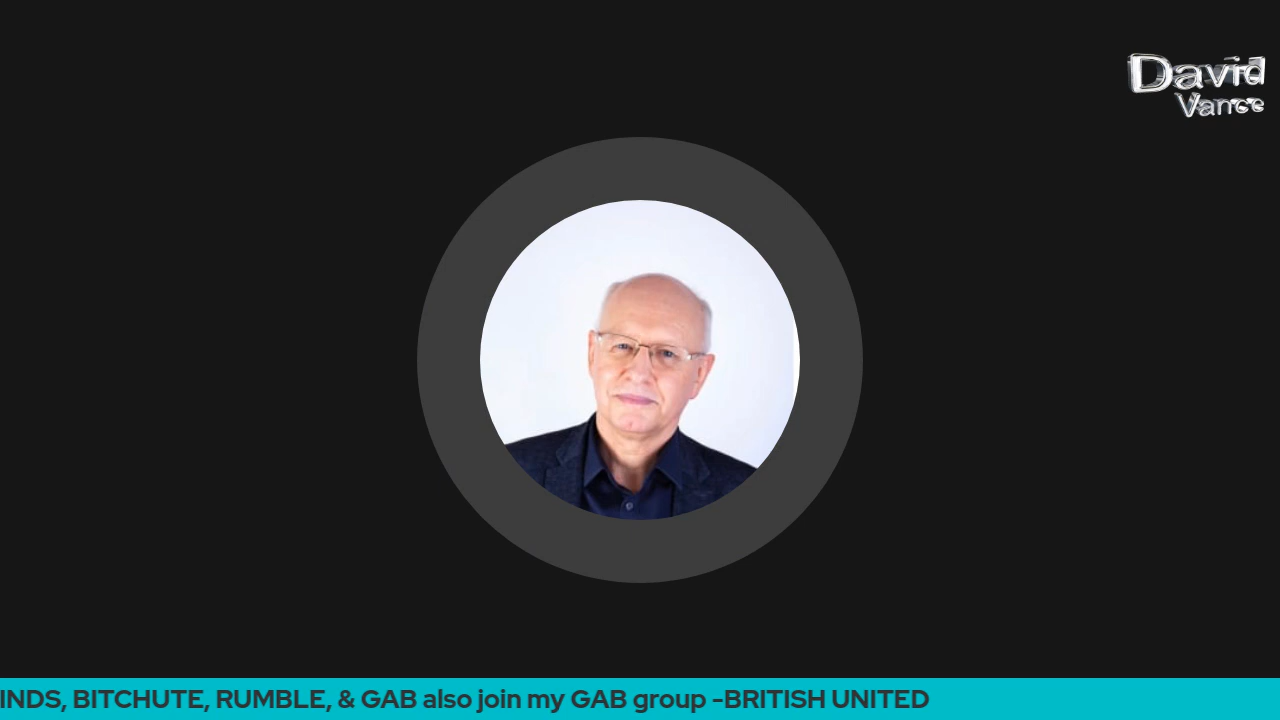 David
Vance
INDS, BITCHUTE, RUMBLE, & GAB also join my GAB group -BRITISH UNITED